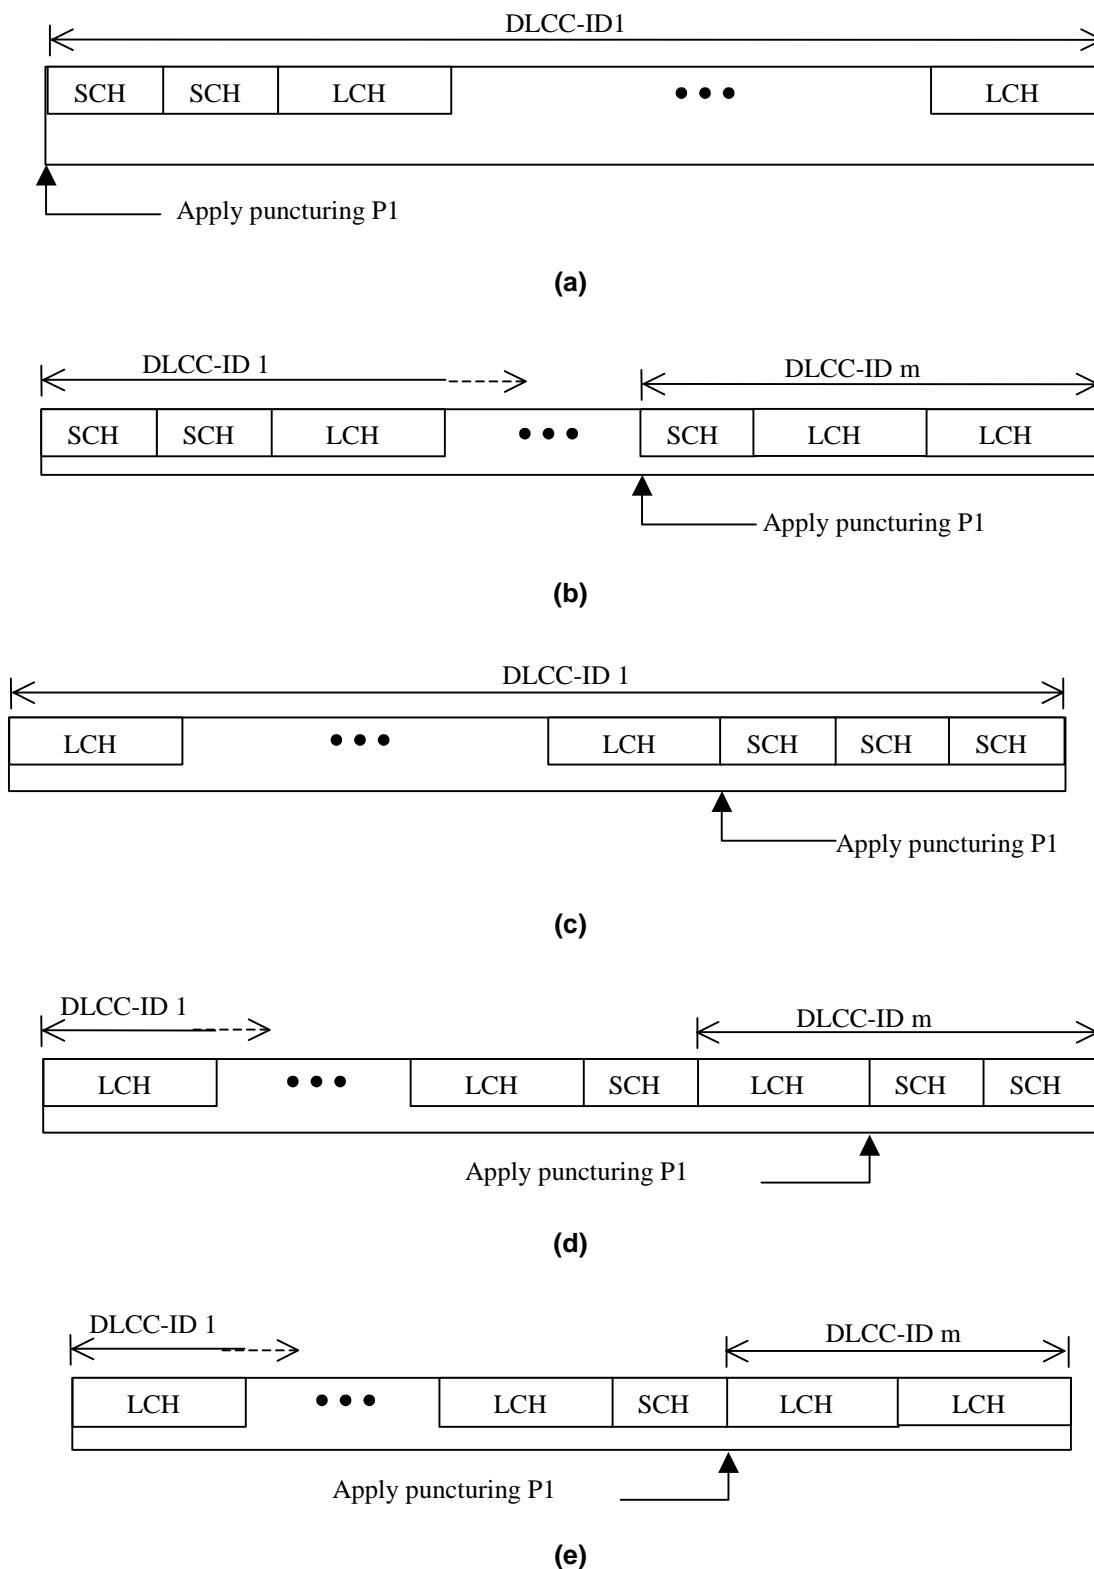 DLCC-ID1
SCH SCH LCH LCH
Apply puncturing P1
(a)
DLCC-ID 1 DLCC-ID m
SCH SCH LCH SCH LCH LCH
Apply puncturing P1
(b)
DLCC-ID 1
LCH LCH SCH SCH SCH
Apply puncturing P1
(c)
DLCC-ID 1 DLCC-ID m
LCH LCH SCH LCH SCH SCH
Apply puncturing P1
(d)
DLCC-ID 1 DLCC-ID m
LCH LCH SCH LCH LCH
Apply puncturing P1
(e)